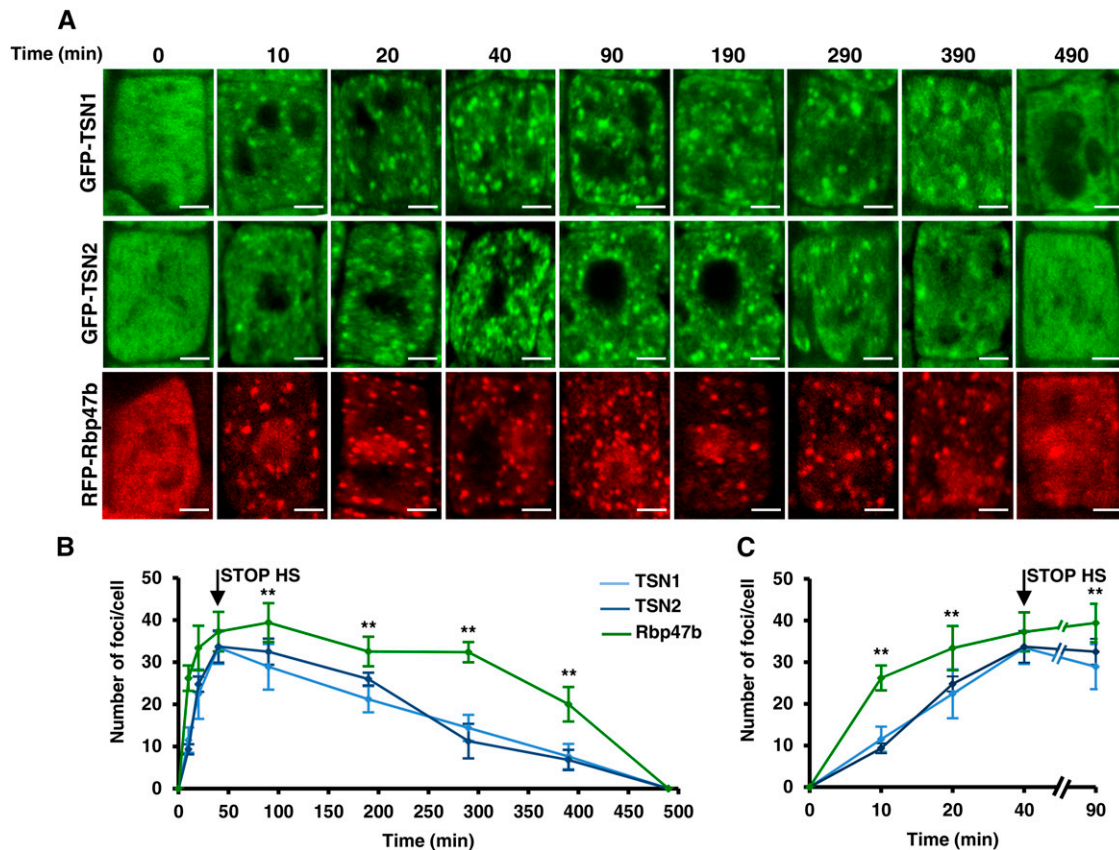 A
Time (min) 0 10 20 40 90 190 290 390 490
GFP-TSN1
GFP-TSN2
RFP-Rbp47b
B
STOP HS
** ** ** **
TSN1
TSN2
Rbp47b
Number of foci/cell
50
40
30
20
10
0
0 50 100 150 200 250 300 350 400 450 500
Time (min)
C
STOP HS
** ** **
Number of foci/cell
50
40
30
20
10
0
0 10 20 40 90
Time (min)